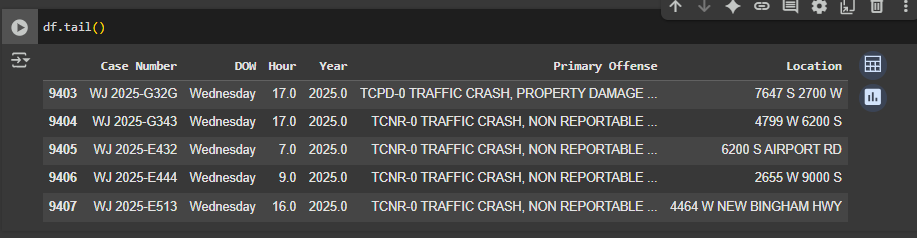 df.tail()
Case Number DOW Hour Year Primary Offense Location
9403 WJ 2025-G32G Wednesday 17.0 2025.0 TCPD-0 TRAFFIC CRASH, PROPERTY DAMAGE ... 7647 S 2700 W
9404 WJ 2025-G343 Wednesday 17.0 2025.0 TCNR-0 TRAFFIC CRASH, NON REPORTABLE ... 4799 W 6200 S
9405 WJ 2025-E432 Wednesday 7.0 2025.0 TCNR-0 TRAFFIC CRASH, NON REPORTABLE ... 6200 S AIRPORT RD
9406 WJ 2025-E444 Wednesday 9.0 2025.0 TCNR-0 TRAFFIC CRASH, NON REPORTABLE ... 2655 W 9000 S
9407 WJ 2025-E513 Wednesday 16.0 2025.0 TCNR-0 TRAFFIC CRASH, NON REPORTABLE ... 4464 W NEW BINGHAM HWY